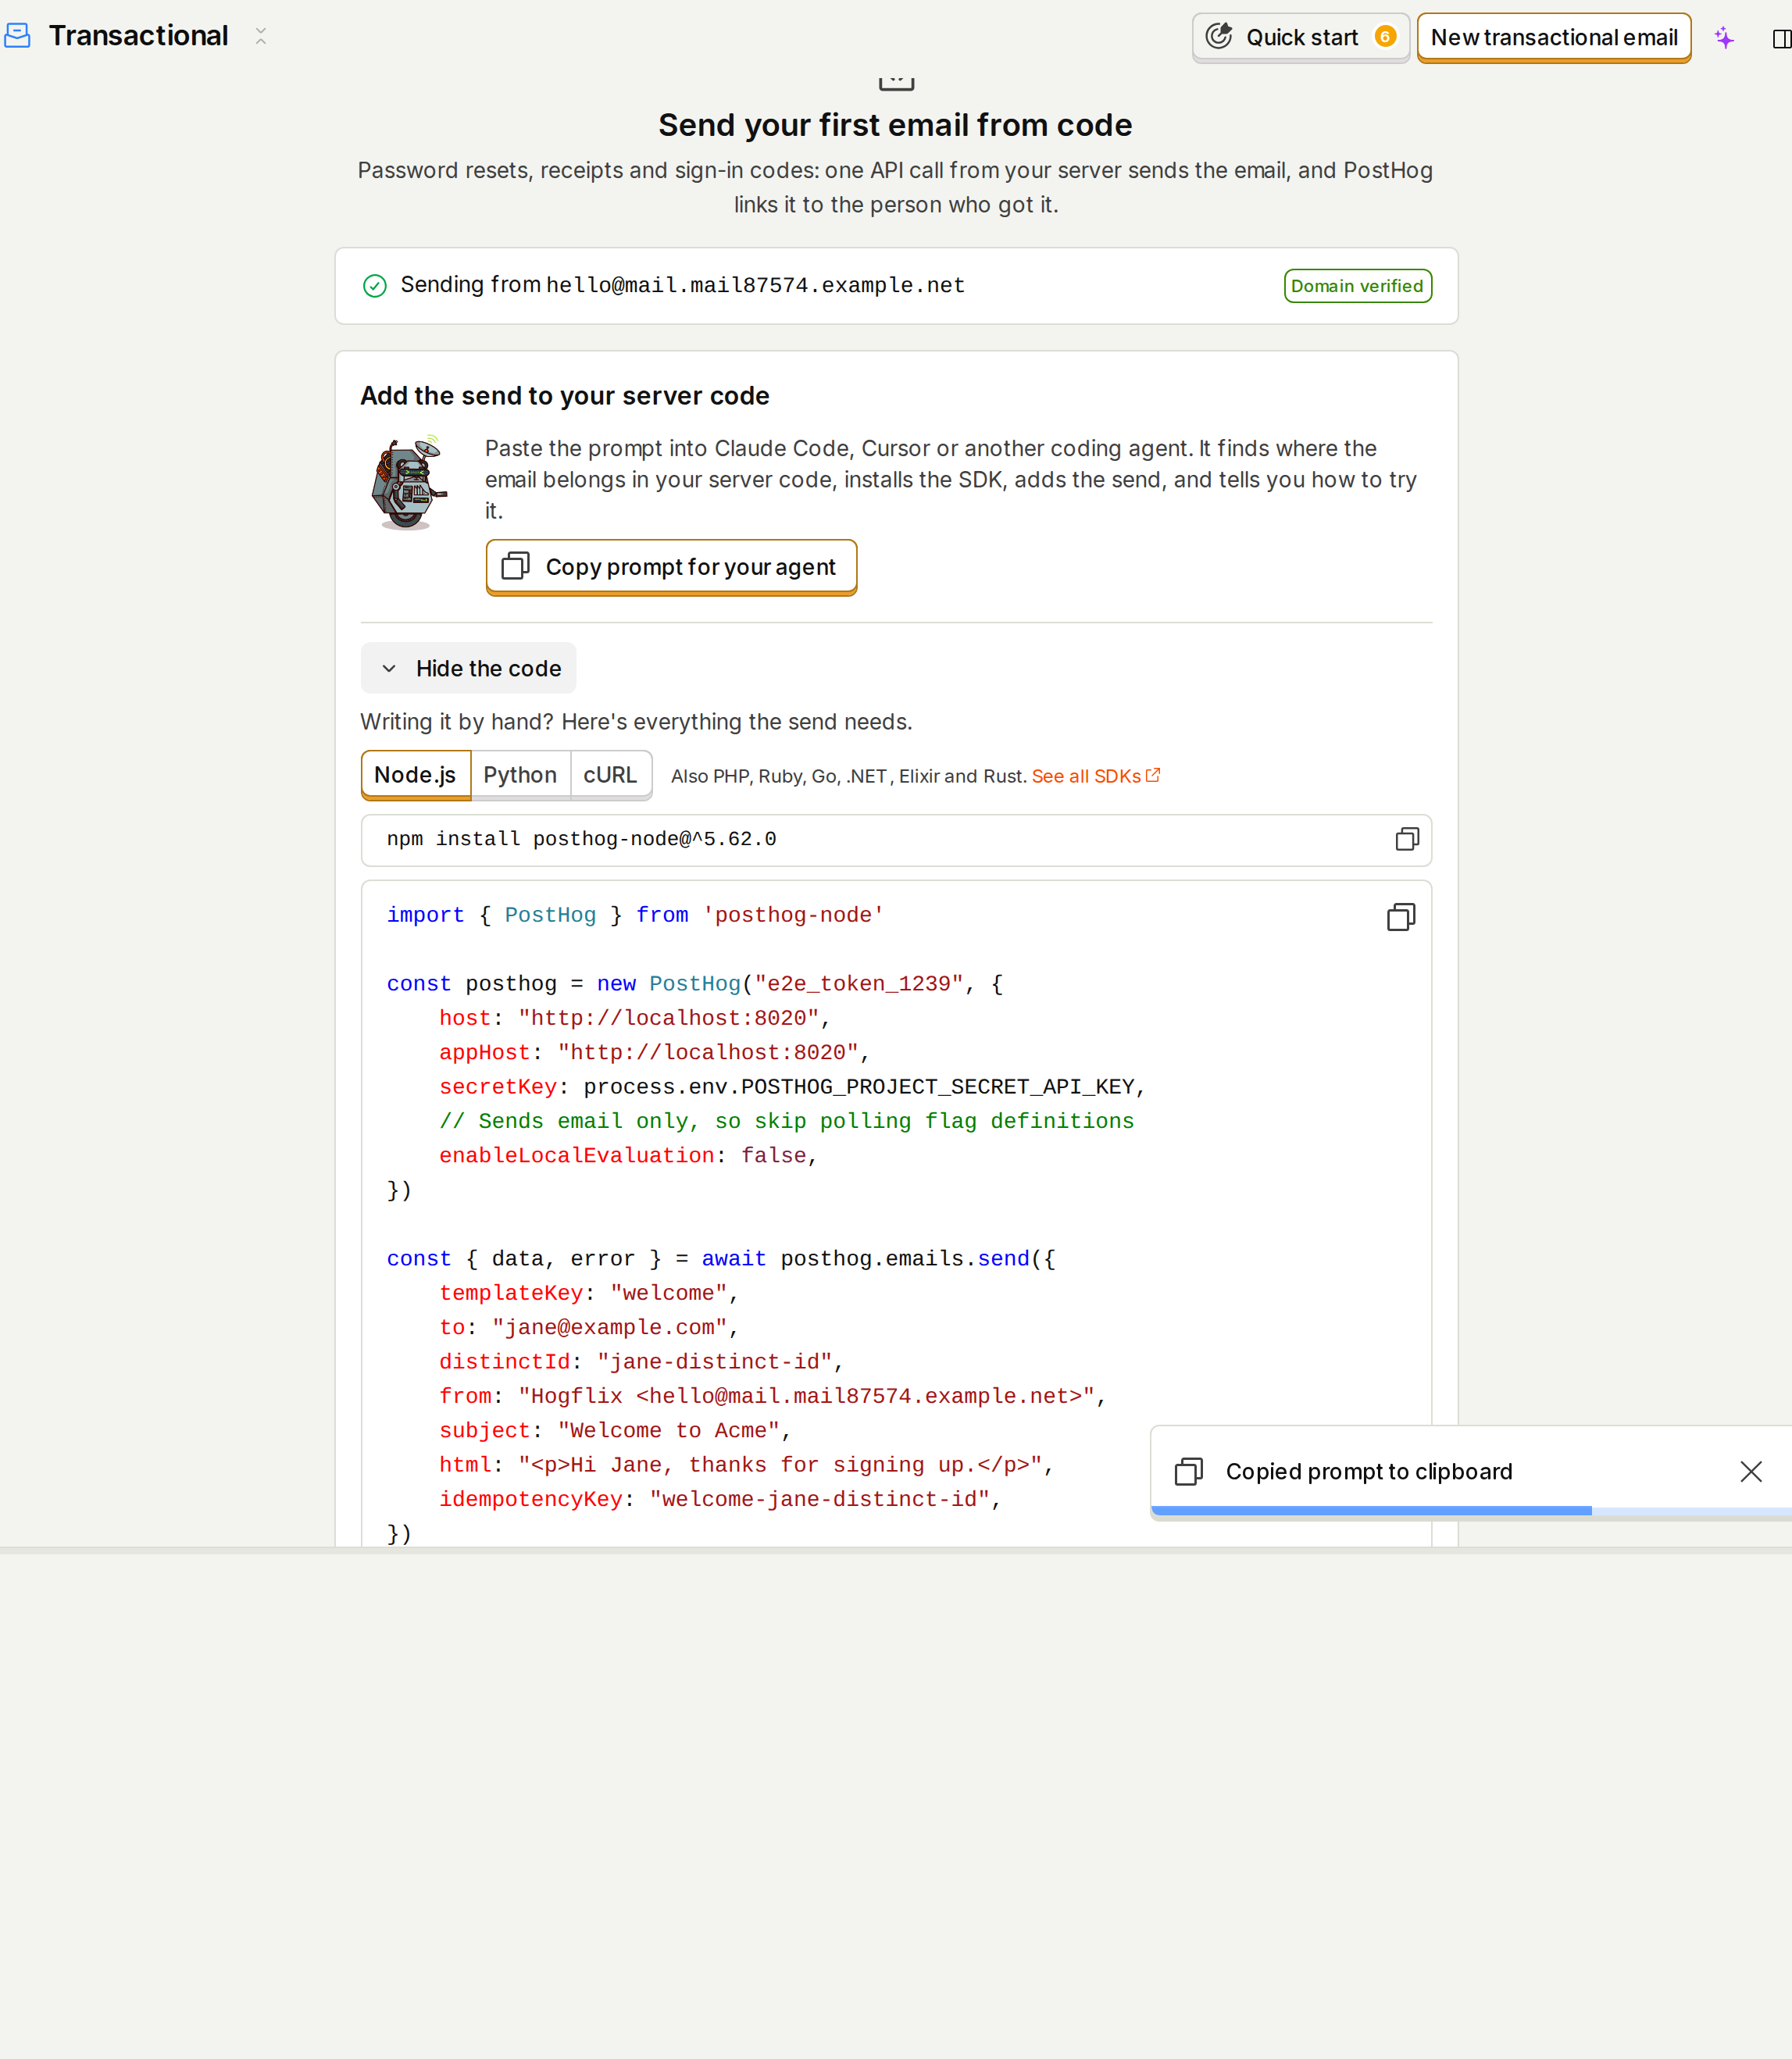 Transactional
Quick start 6
New transactional email
Send your first email from code
Password resets, receipts and sign-in codes: one API call from your server sends the email, and PostHog
links it to the person who got it.
Sending from hello@mail.mail87574.example.net
Domain verified
Add the send to your server code
Paste the prompt into Claude Code, Cursor or another coding agent. It finds where the
email belongs in your server code, installs the SDK, adds the send, and tells you how to try
it.
Copy prompt for your agent
Hide the code
Writing it by hand? Here's everything the send needs.
Node.js Python cURL Also PHP, Ruby, Go, .NET, Elixir and Rust. See all SDKs
npm install posthog-node@^5.62.0
import { PostHog } from 'posthog-node'
const posthog = new PostHog("e2e_token_1239", {
    host: "http://localhost:8020",
    appHost: "http://localhost:8020",
    secretKey: process.env.POSTHOG_PROJECT_SECRET_API_KEY,
    // Sends email only, so skip polling flag definitions
    enableLocalEvaluation: false,
})
const { data, error } = await posthog.emails.send({
    templateKey: "welcome",
    to: "jane@example.com",
    distinctId: "jane-distinct-id",
    from: "Hogflix <hello@mail.mail87574.example.net>",
    subject: "Welcome to Acme",
    html: "<p>Hi Jane, thanks for signing up.</p>",
    idempotencyKey: "welcome-jane-distinct-id",
})
Copied prompt to clipboard